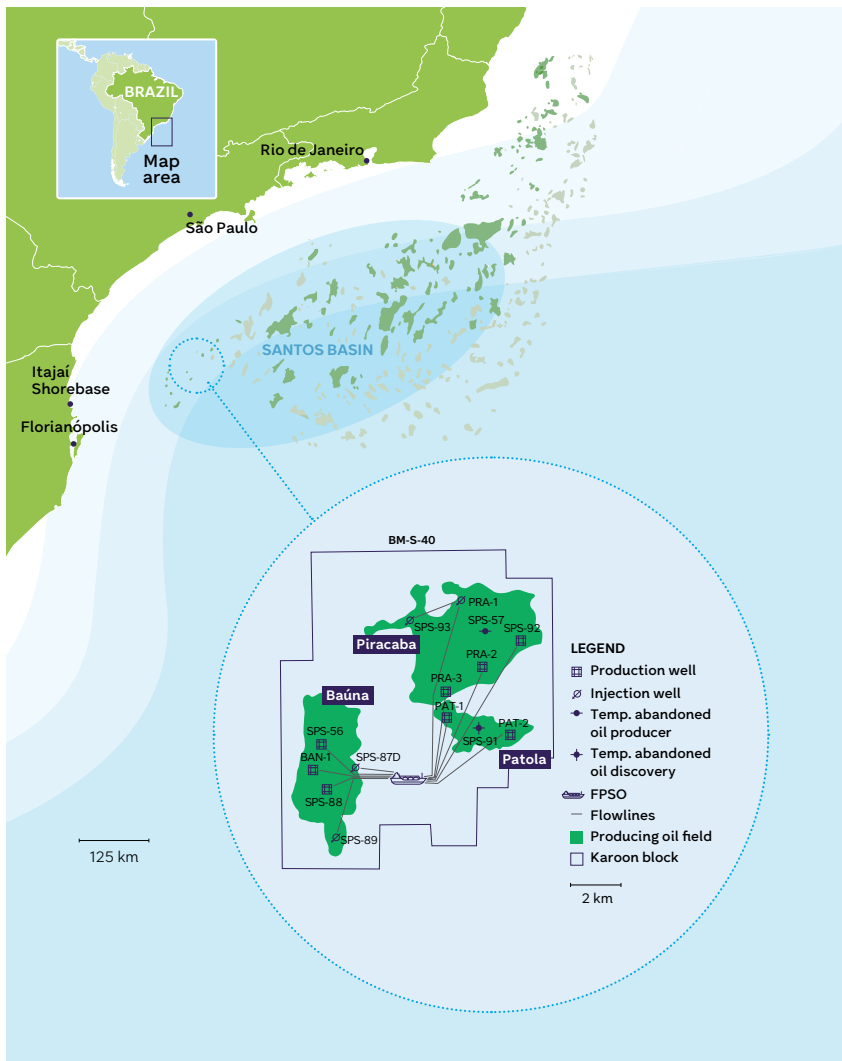 BRAZIL
Map
area
Rio de Janeiro
São Paulo
SANTOS BASIN
Itajaí
Shorebase
Florianópolis
BM-S-40
PRA-1
SPS-93
SPS-57
SPS-92
Piracaba
PRA-2
PRA-3
Baúna
PAT-1
PAT-2
SPS-56
SPS-91
BAN-1
SPS-87D
Patola
SPS-88
SPS-89
125 km
LEGEND
Production well
Injection well
Temp. abandoned
oil producer
Temp. abandoned
oil discovery
FPSO
Flowlines
Producing oil field
Karoon block
2 km